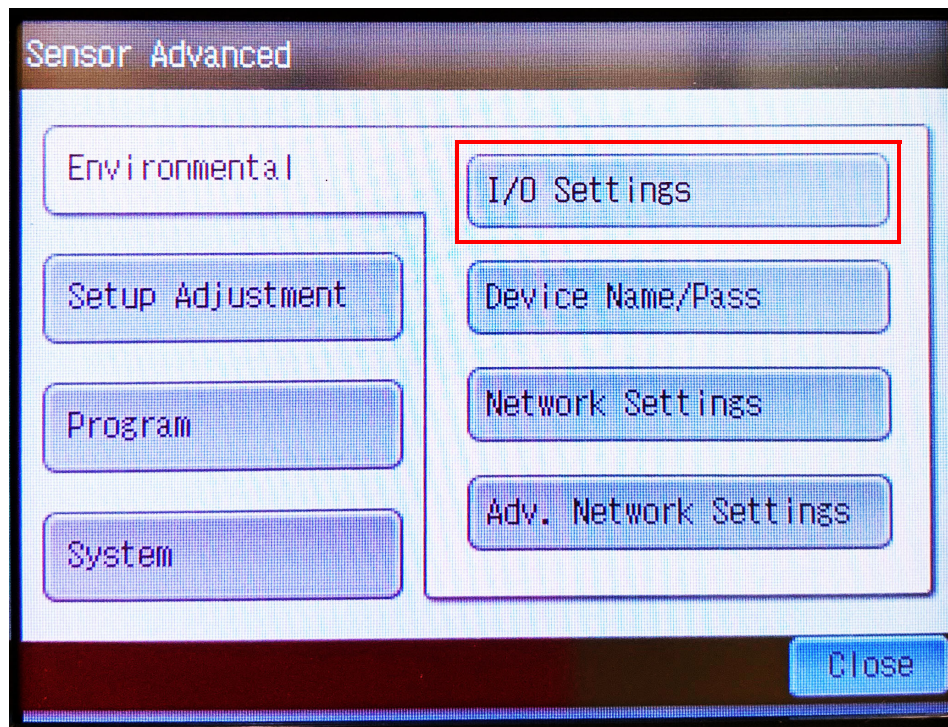 Sensor Advanced
Environmental
I/O Settings
Setup Adjustment
Device Name/Pass
Program
Network Settings
System
Adv. Network Settings
Close